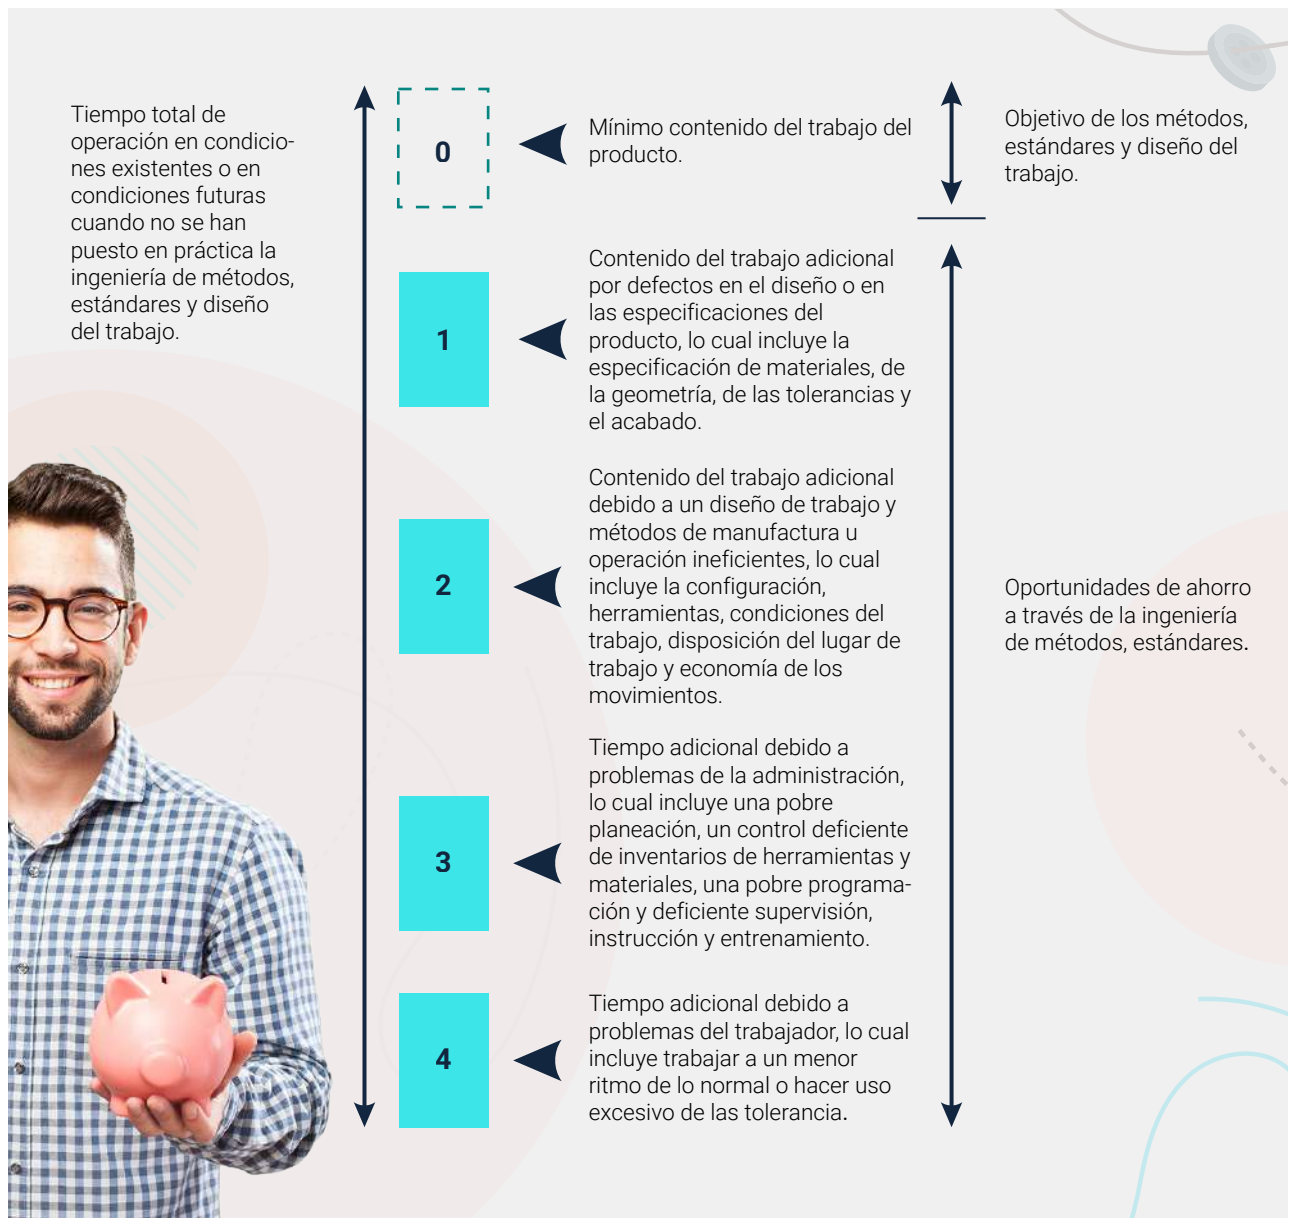 Tiempo total de
operación en condicio-
nes existentes o en
condiciones futuras
cuando no se han
puesto en práctica la
ingeniería de métodos,
estándares y diseño
del trabajo.
0
Mínimo contenido del trabajo del
producto.
Objetivo de los métodos,
estándares y diseño del
trabajo.
1
Contenido del trabajo adicional
por defectos en el diseño o en
las especificaciones del
producto, lo cual incluye la
especificación de materiales, de
la geometría, de las tolerancias y
el acabado.
2
Contenido del trabajo adicional
debido a un diseño de trabajo y
métodos de manufactura u
operación ineficientes, lo cual
incluye la configuración,
herramientas, condiciones del
trabajo, disposición del lugar de
trabajo y economía de los
movimientos.
Oportunidades de ahorro
a través de la ingeniería
de métodos, estándares.
3
Tiempo adicional debido a
problemas de la administración,
lo cual incluye una pobre
planeación, un control deficiente
de inventarios de herramientas y
materiales, una pobre programa-
ción y deficiente supervisión,
instrucción y entrenamiento.
4
Tiempo adicional debido a
problemas del trabajador, lo cual
incluye trabajar a un menor
ritmo de lo normal o hacer uso
excesivo de las tolerancia.